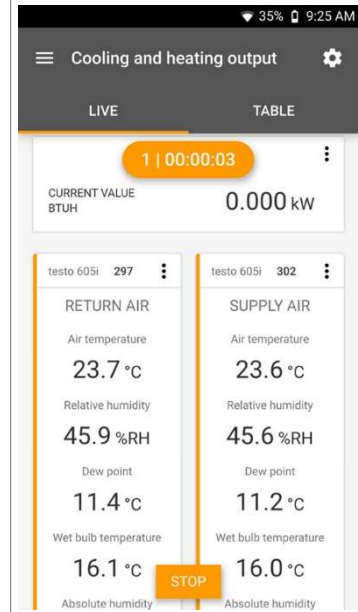 35% 9:25 AM
Cooling and heating output
LIVE TABLE
1 | 00:00:03
CURRENT VALUE
BTUH
0.000 kW
testo 605i 297
RETURN AIR
Air temperature
23.7 °C
Relative humidity
45.9 %RH
Dew point
11.4 °C
Wet bulb temperature
16.1 °C
Absolute humidity
testo 605i 302
SUPPLY AIR
Air temperature
23.6 °C
Relative humidity
45.6 %RH
Dew point
11.2 °C
Wet bulb temperature
16.0 °C
Absolute humidity
STOP